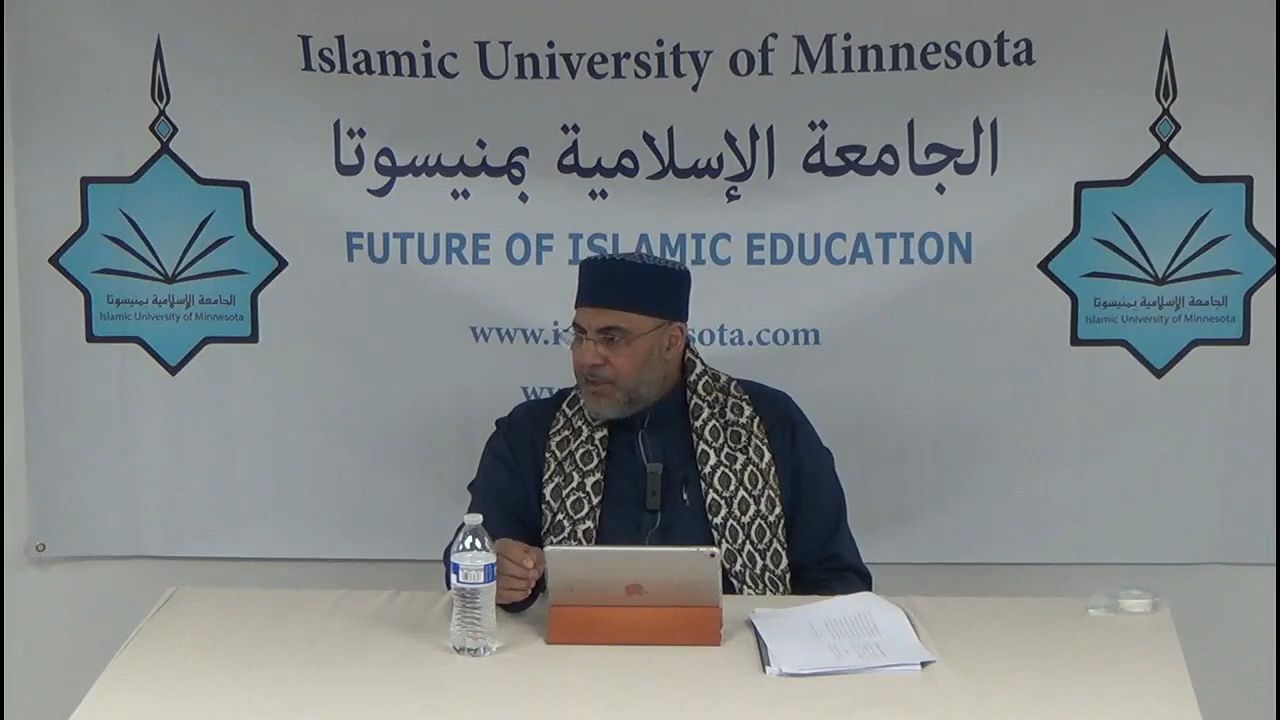 Islamic University of Minnesota
الجامعة الإسلامية بمنيسوتا
FUTURE OF ISLAMIC EDUCATION
الجامعة الإسلامية بمنيسوتا
Islamic University of Minnesota
الجامعة الإسلامية بمنيسوتا
Islamic University of Minnesota